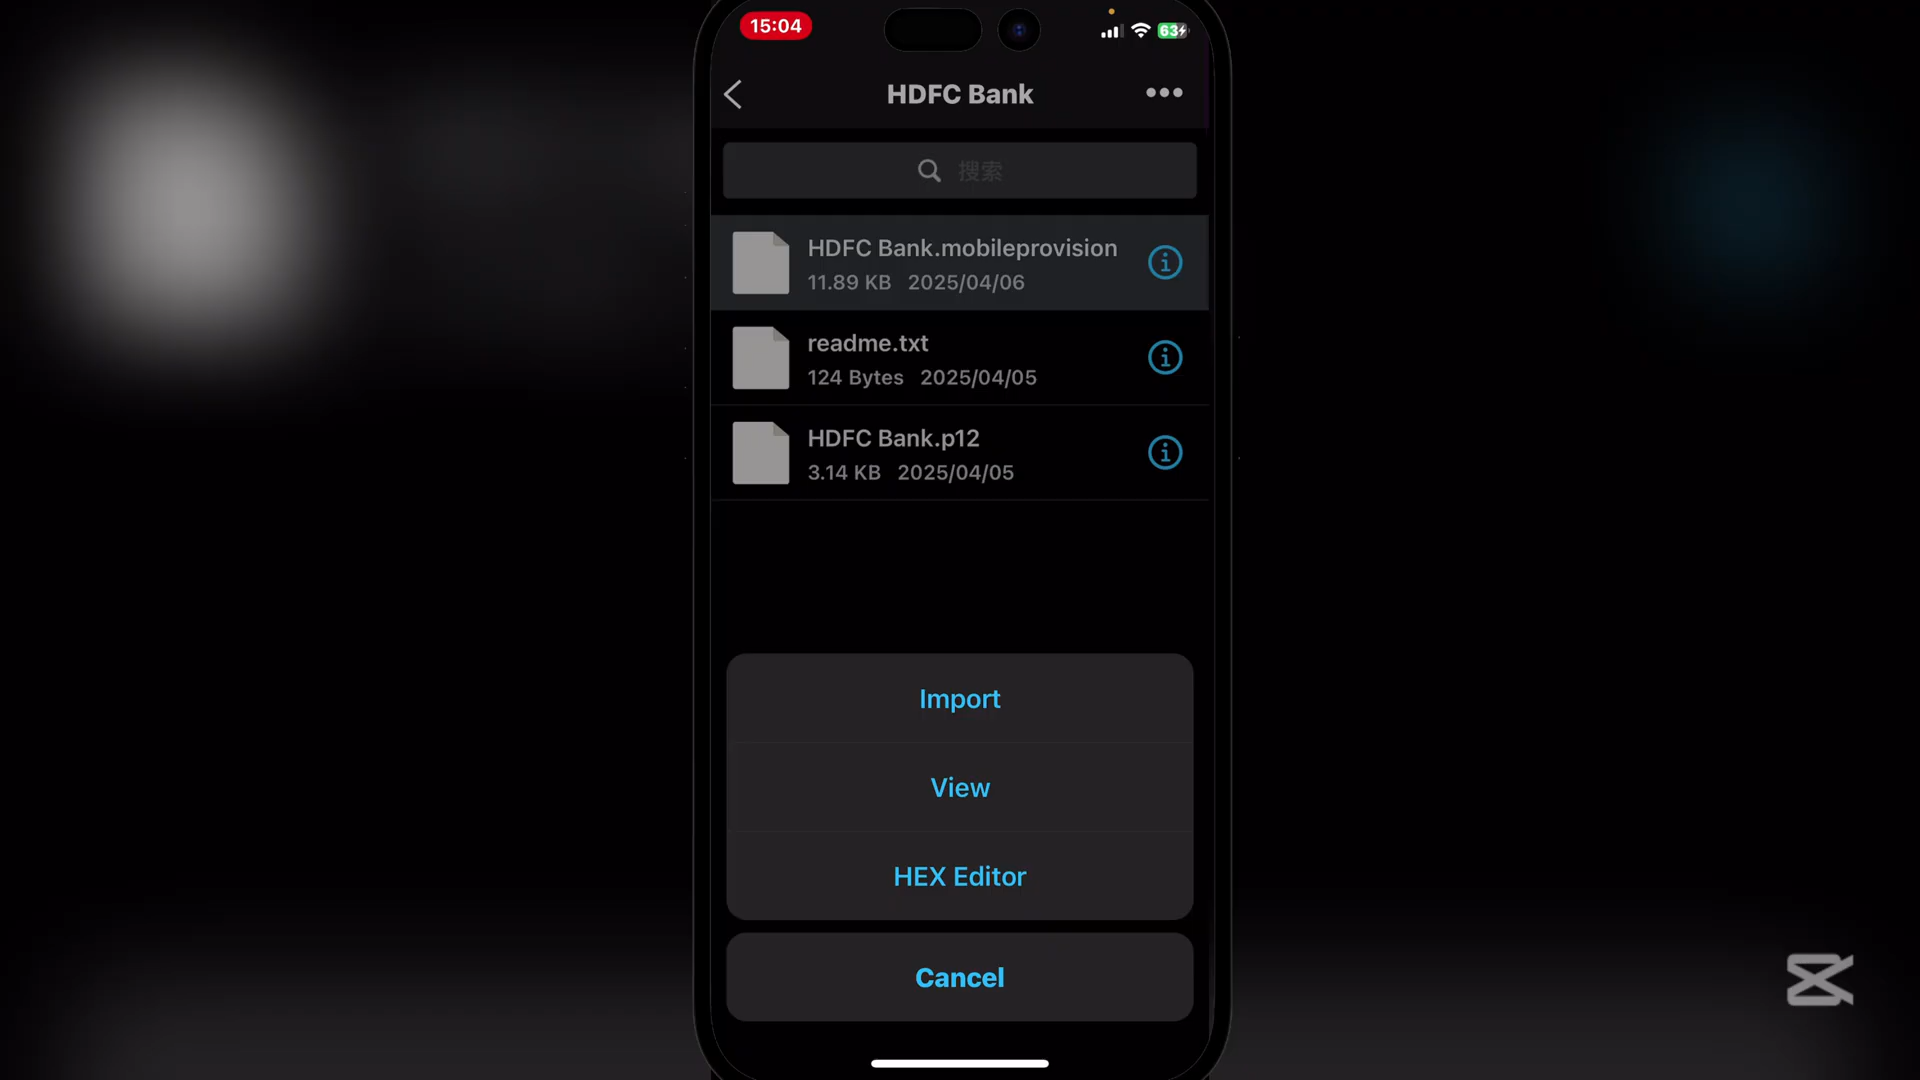 15:04
63
HDFC Bank
搜索
HDFC Bank.mobileprovision
11.89 KB 2025/04/06
readme.txt
124 Bytes 2025/04/05
HDFC Bank.p12
3.14 KB 2025/04/05
Import
View
HEX Editor
Cancel